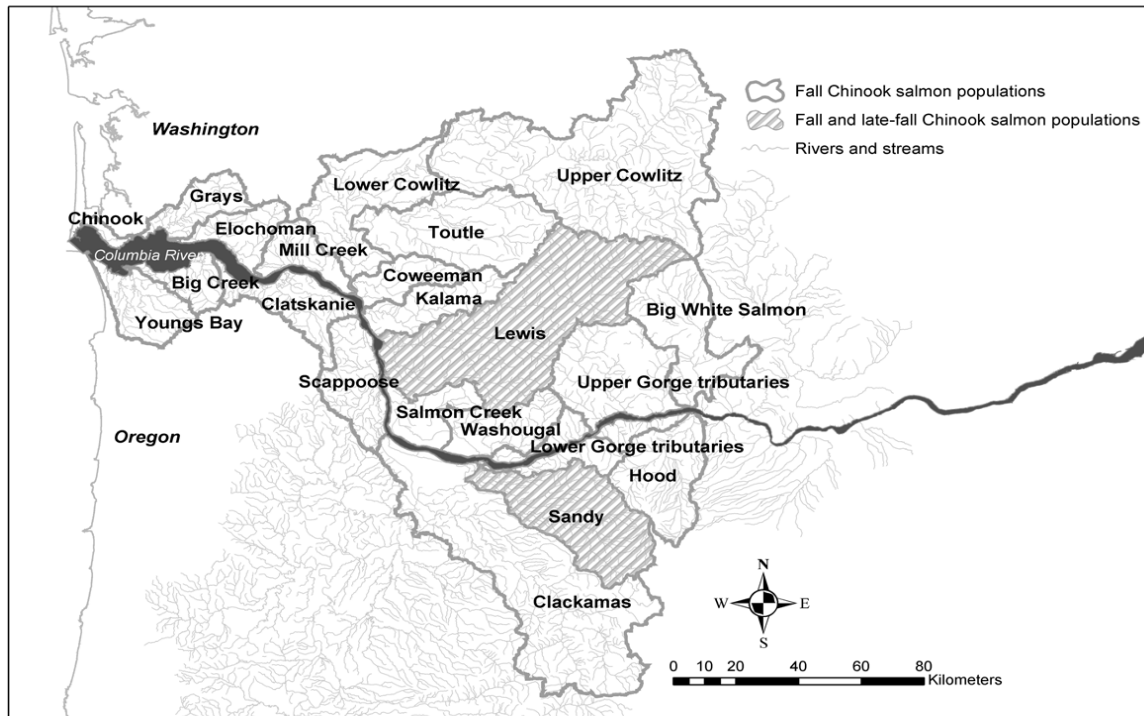 Washington
Fall Chinook salmon populations
Fall and late-fall Chinook salmon populations
Rivers and streams
Lower Cowlitz
Upper Cowlitz
Grays
Chinook
Elochoman
Toutle
Mill Creek
Columbia River
Coweeman
Big Creek
Kalama
Clatskanie
Big White Salmon
Youngs Bay
Lewis
Scappoose
Upper Gorge tributaries
Salmon Creek
Washougal
Oregon
Lower Gorge tributaries
Hood
Sandy
Clackamas
N
W E
S
0 10 20 40 60 80
Kilometers